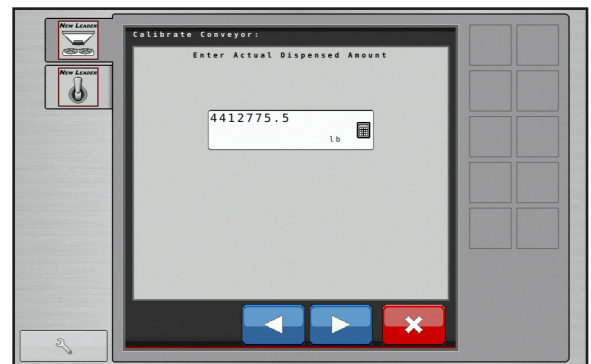 NEW LEADER
NEW LEADER
Calibrate Conveyor:
Enter Actual Dispensed Amount
4412775.5
lb